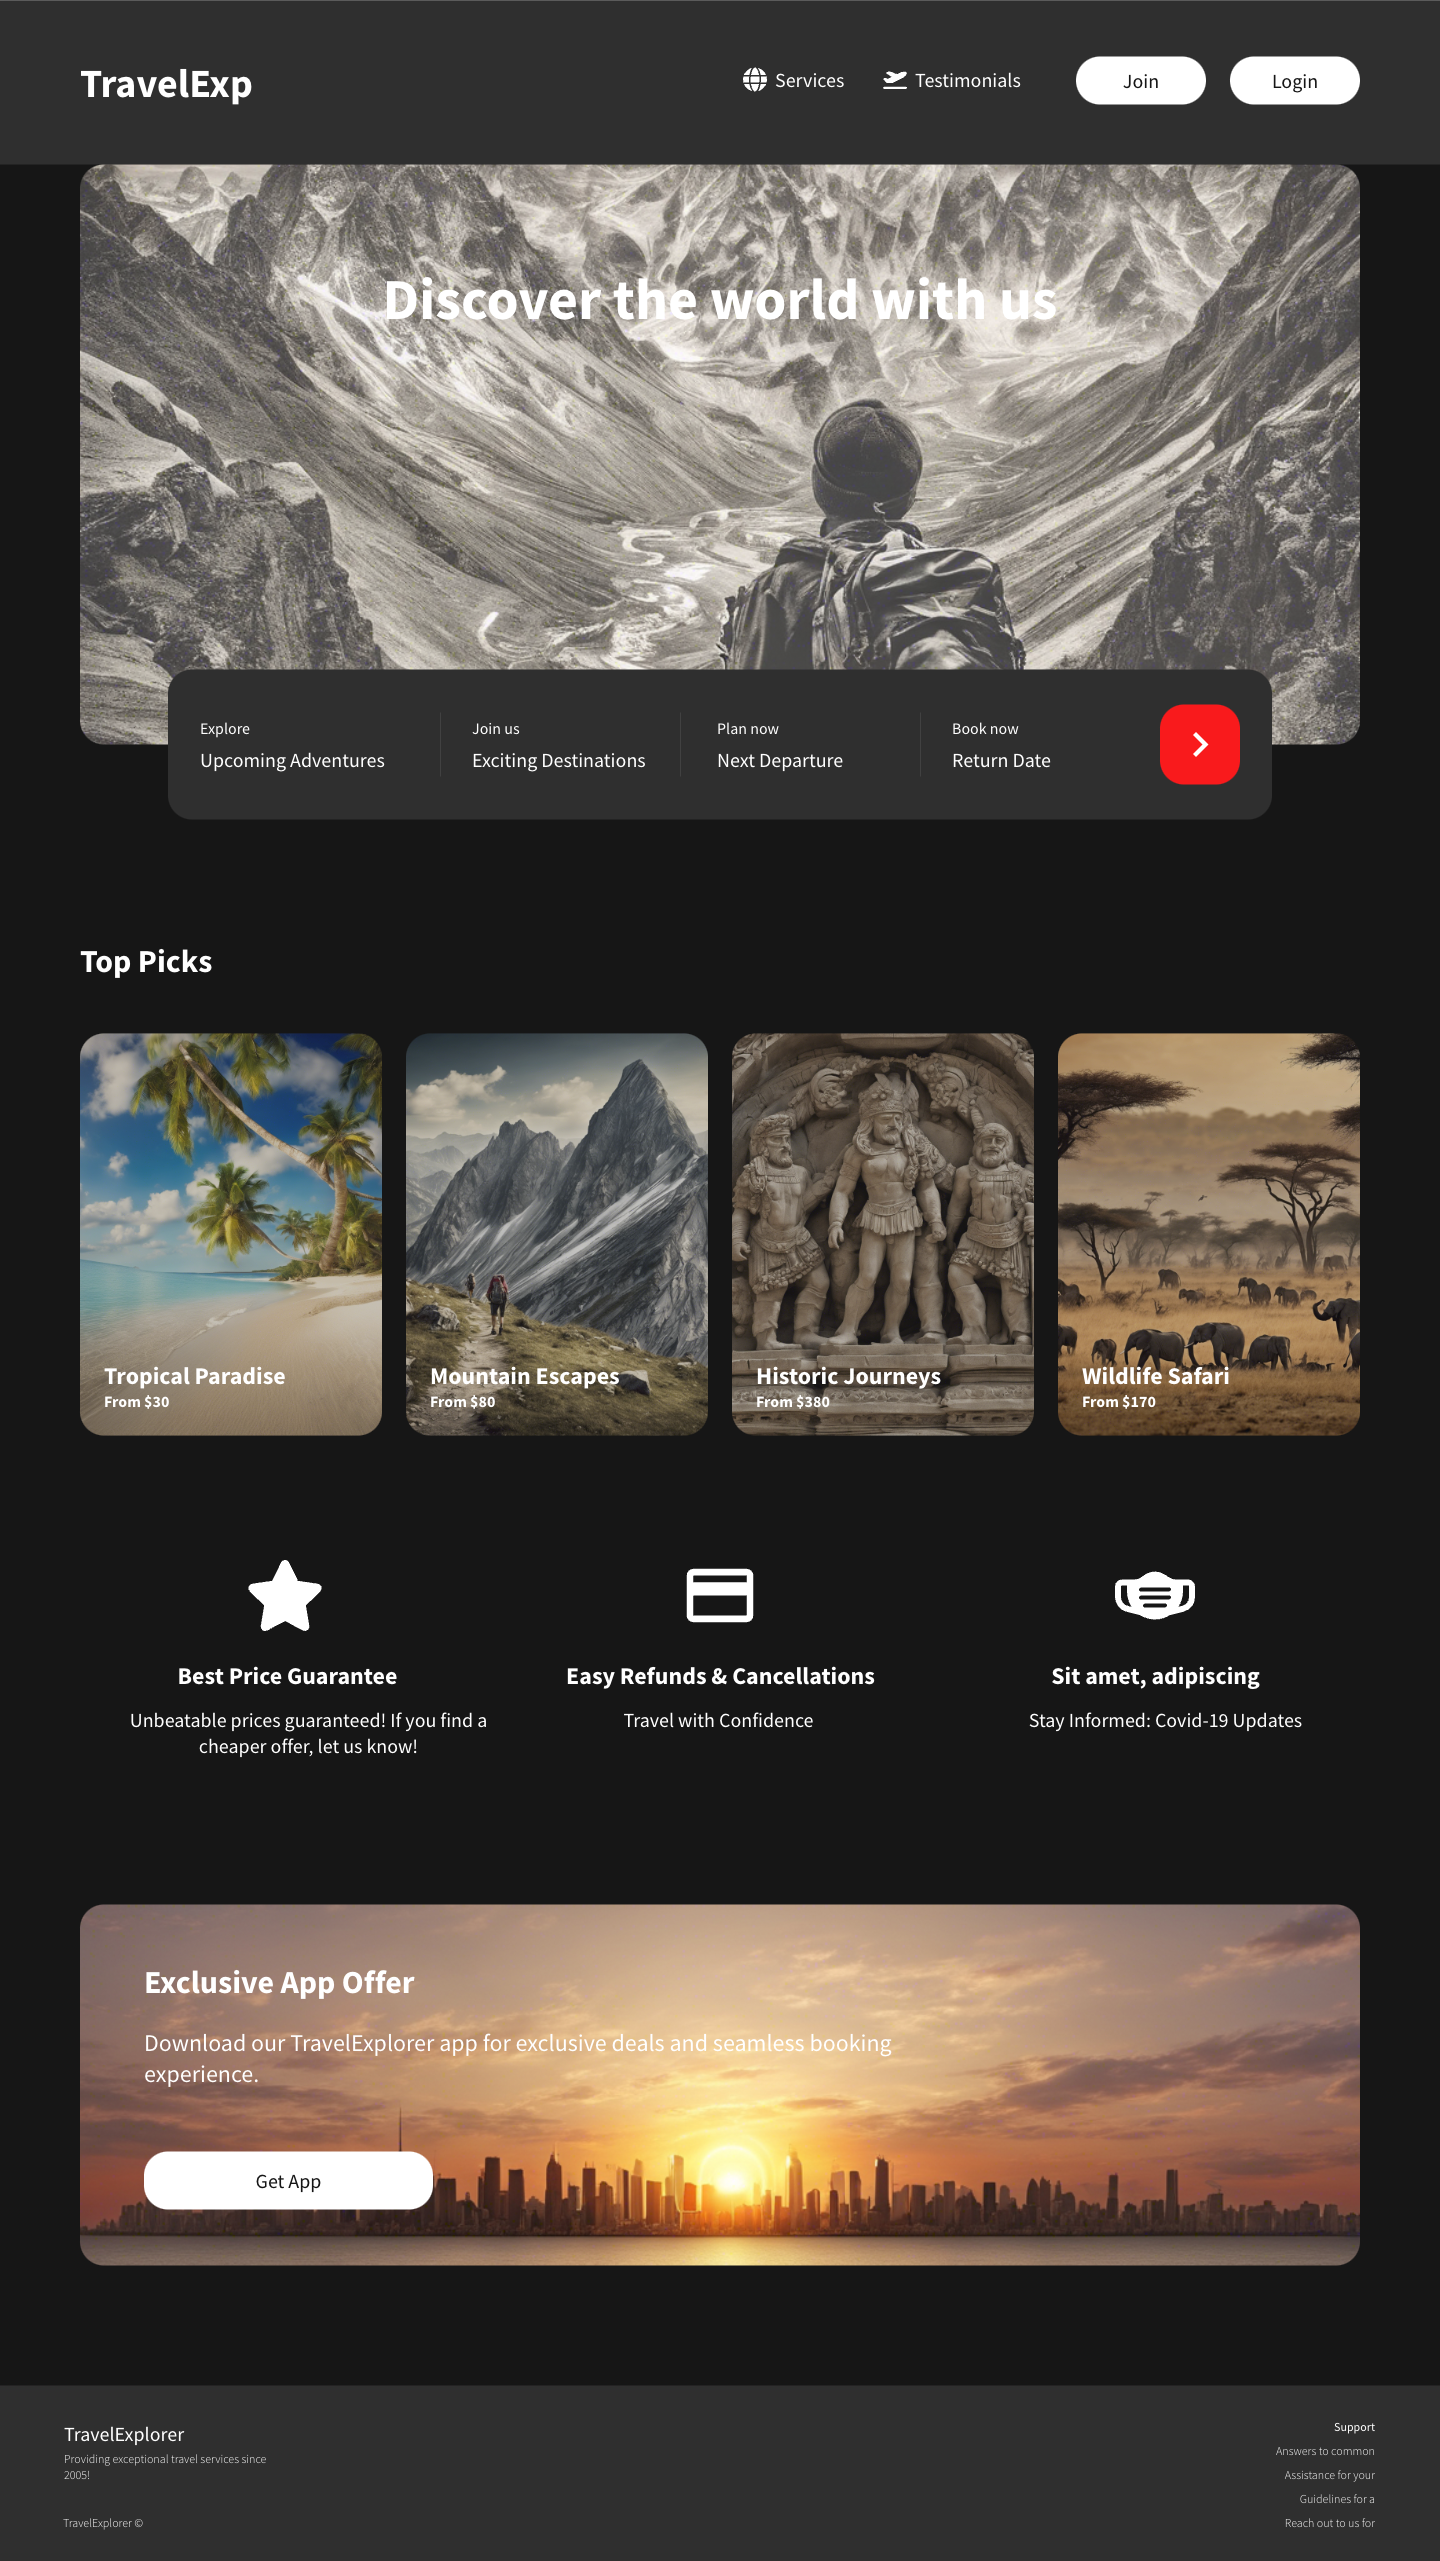 TravelExp
Services
Testimonials
Join
Login
Discover the world with us
Explore
Upcoming Adventures
Join us
Exciting Destinations
Plan now
Next Departure
Book now
Return Date
Top Picks
Tropical Paradise
From $30
Mountain Escapes
From $80
Historic Journeys
From $380
Wildlife Safari
From $170
Best Price Guarantee
Unbeatable prices guaranteed! If you find a
cheaper offer, let us know!
Easy Refunds & Cancellations
Travel with Confidence
Sit amet, adipiscing
Stay Informed: Covid-19 Updates
Exclusive App Offer
Download our TravelExplorer app for exclusive deals and seamless booking
experience.
Get App
TravelExplorer
Providing exceptional travel services since
2005!
TravelExplorer ©
Support
Answers to common
Assistance for your
Guidelines for a
Reach out to us for